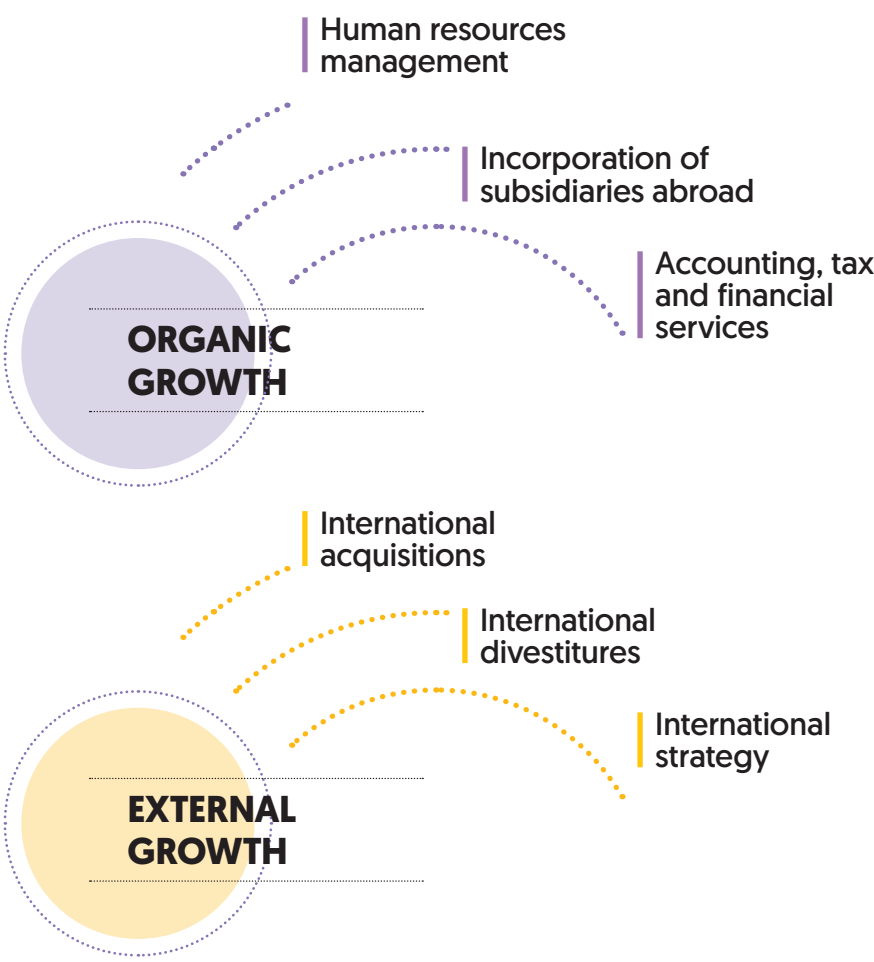 Human resources
management
Incorporation of
subsidiaries abroad
Accounting, tax
and financial
services
ORGANIC
GROWTH
International
acquisitions
International
divestitures
International
strategy
EXTERNAL
GROWTH